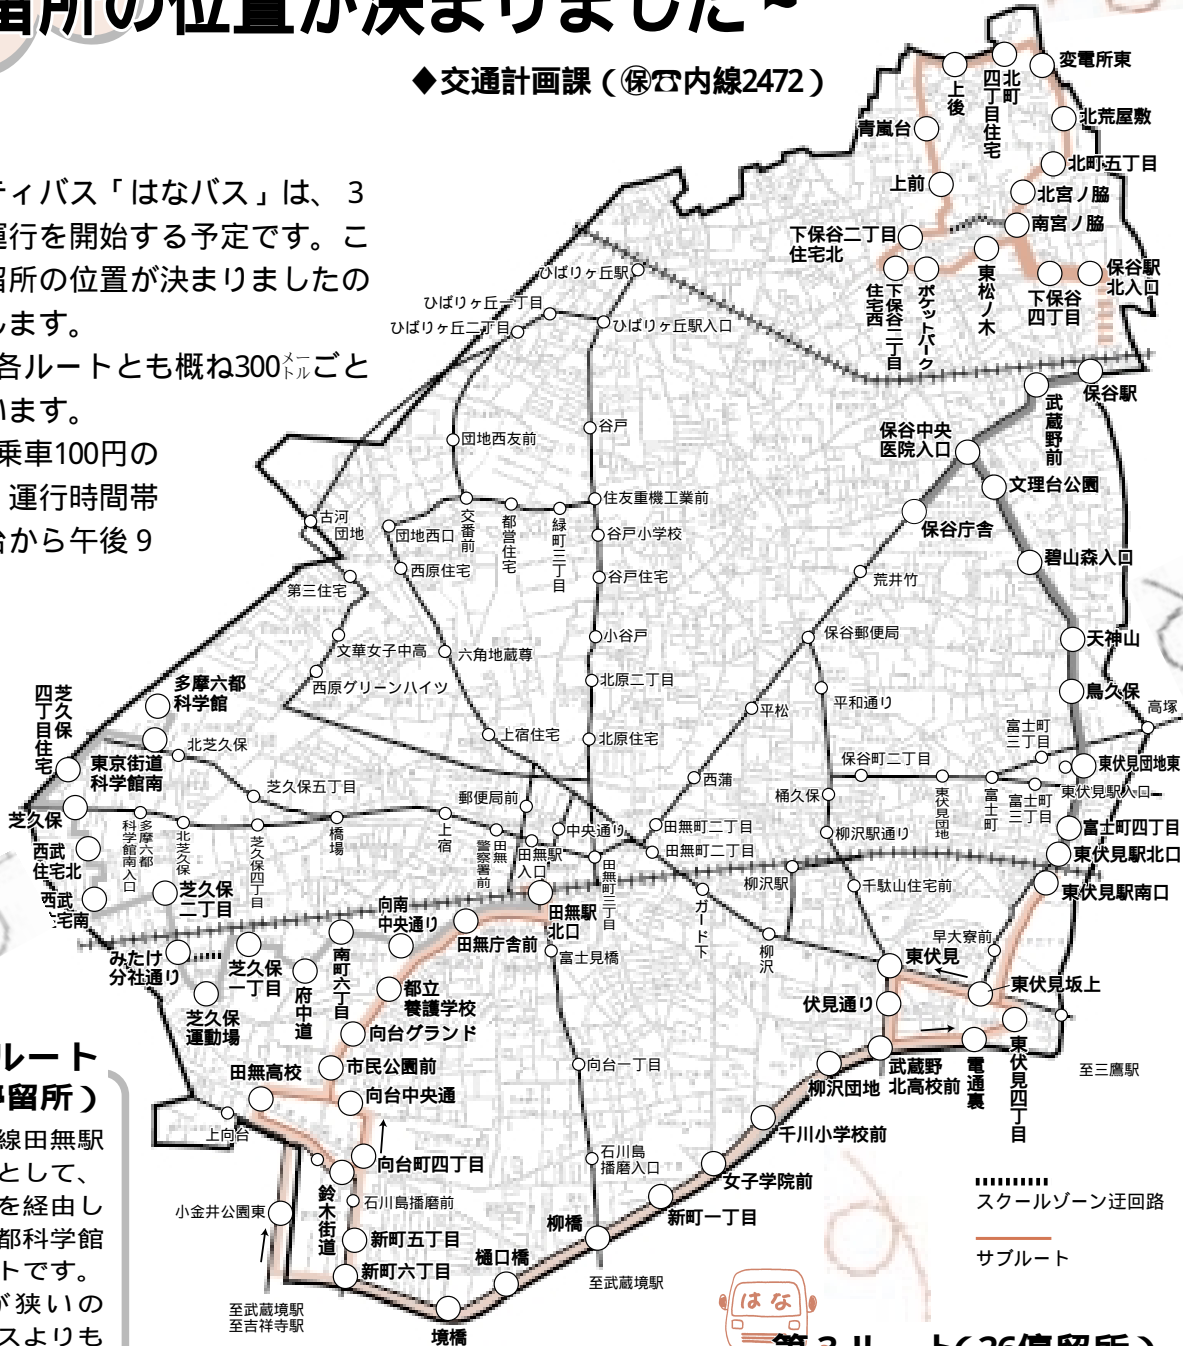 留所の位置が決まりました～
◆交通計画課（㊡☎内線2472）
ティバス「はなバス」は、3
運行を開始する予定です。こ
留所の位置が決まりましたの
します。
各ルートとも概ね300メートルごと
います。
乗車100円の
運行時間帯
台から午後9
変電所東
北町四丁目住宅
上後
青嵐台
北荒屋敷
北町五丁目
上前
北宮ノ脇
南宮ノ脇
下保谷二丁目
住宅北
下保谷二丁目
住宅西
ポケットパーク
東松ノ木
下保谷
四丁目
保谷駅
北入口
ひばりヶ丘駅
ひばりヶ丘一丁目
ひばりヶ丘二丁目
ひばりヶ丘駅入口
保谷駅
武蔵野前
保谷中央
医院入口
文理台公園
保谷庁舎
碧山森入口
団地西友前
谷戸
住友重機工業前
交番前
都営住宅
緑町三丁目
古河
団地
団地西口
谷戸小学校
西原住宅
谷戸住宅
第三住宅
荒井竹
文華女子中高
六角地蔵尊
小谷戸
保谷郵便局
天神山
西原グリーンハイツ
北原二丁目
平和通り
鳥久保
多摩六都
科学館
芝久保
四丁目住宅
平松
高塚
北芝久保
上宿住宅
北原住宅
富士町
三丁目
東京街道
科学館南
保谷町二丁目
東伏見団地東
芝久保五丁目
郵便局前
西蒲
桶久保
東伏見団地
富士町
富士町
三丁目
東伏見駅入口
芝久保
多摩六都
科学館南入口
北芝久保
芝久保四丁目
橋場
上宿
田無
警察署前
田無駅
入口
中央通り
田無町二丁目
田無町二丁目
柳沢駅通り
富士町四丁目
東伏見駅北口
西武
住宅北
西武
住宅南
芝久保
二丁目
向南
中央通り
田無庁舎前
田無駅
北口
田無町三丁目
柳沢駅
千駄山住宅前
東伏見駅南口
みたけ
分社通り
芝久保
一丁目
府中道
南町六丁目
富士見橋
ガード下
柳沢
早大寮前
東伏見
東伏見坂上
芝久保
運動場
都立
養護学校
伏見通り
向台グランド
市民公園前
向台一丁目
柳沢団地
武蔵野
北高校前
電通裏
東伏見四丁目
至三鷹駅
田無高校
向台中央通
上向台
千川小学校前
向台町四丁目
石川島
播磨入口
女子学院前
鈴木街道
石川島播磨前
小金井公園東
新町五丁目
新町一丁目
柳橋
新町六丁目
樋口橋
至武蔵境駅
至武蔵境駅
至吉祥寺駅
境橋
スクールゾーン迂回路
サブルート
はな
ルート
停留所）
線田無駅
として、
を経由し
都科学館
トです。
が狭いの
スよりも
第3ルート（26停留所）